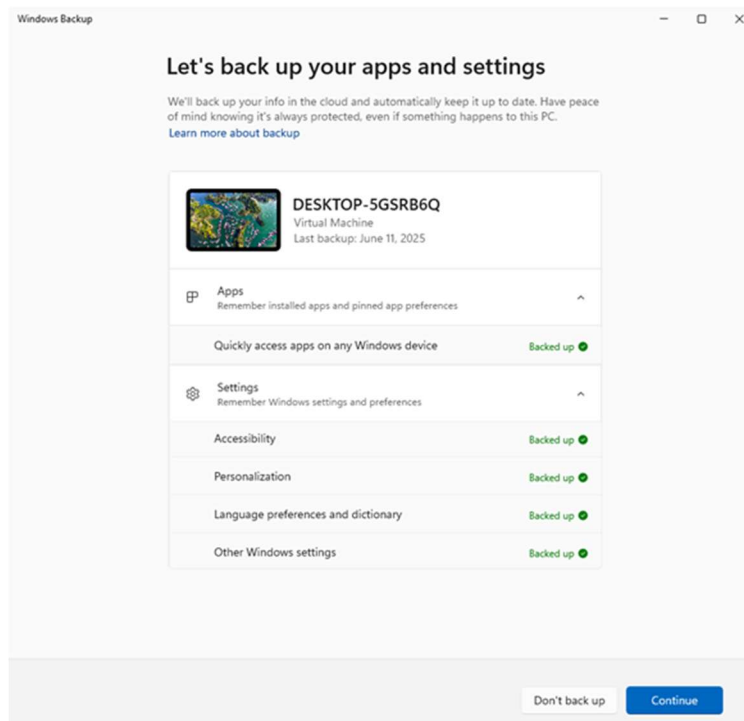 Windows Backup
Let's back up your apps and settings
We'll back up your info in the cloud and automatically keep it up to date. Have peace
of mind knowing it's always protected, even if something happens to this PC.
Learn more about backup
DESKTOP-5GSRB6Q
Virtual Machine
Last backup: June 11, 2025
Apps
Remember installed apps and pinned app preferences
Quickly access apps on any Windows device
Backed up
Settings
Remember Windows settings and preferences
Accessibility
Backed up
Personalization
Backed up
Language preferences and dictionary
Backed up
Other Windows settings
Backed up
Don't back up
Continue